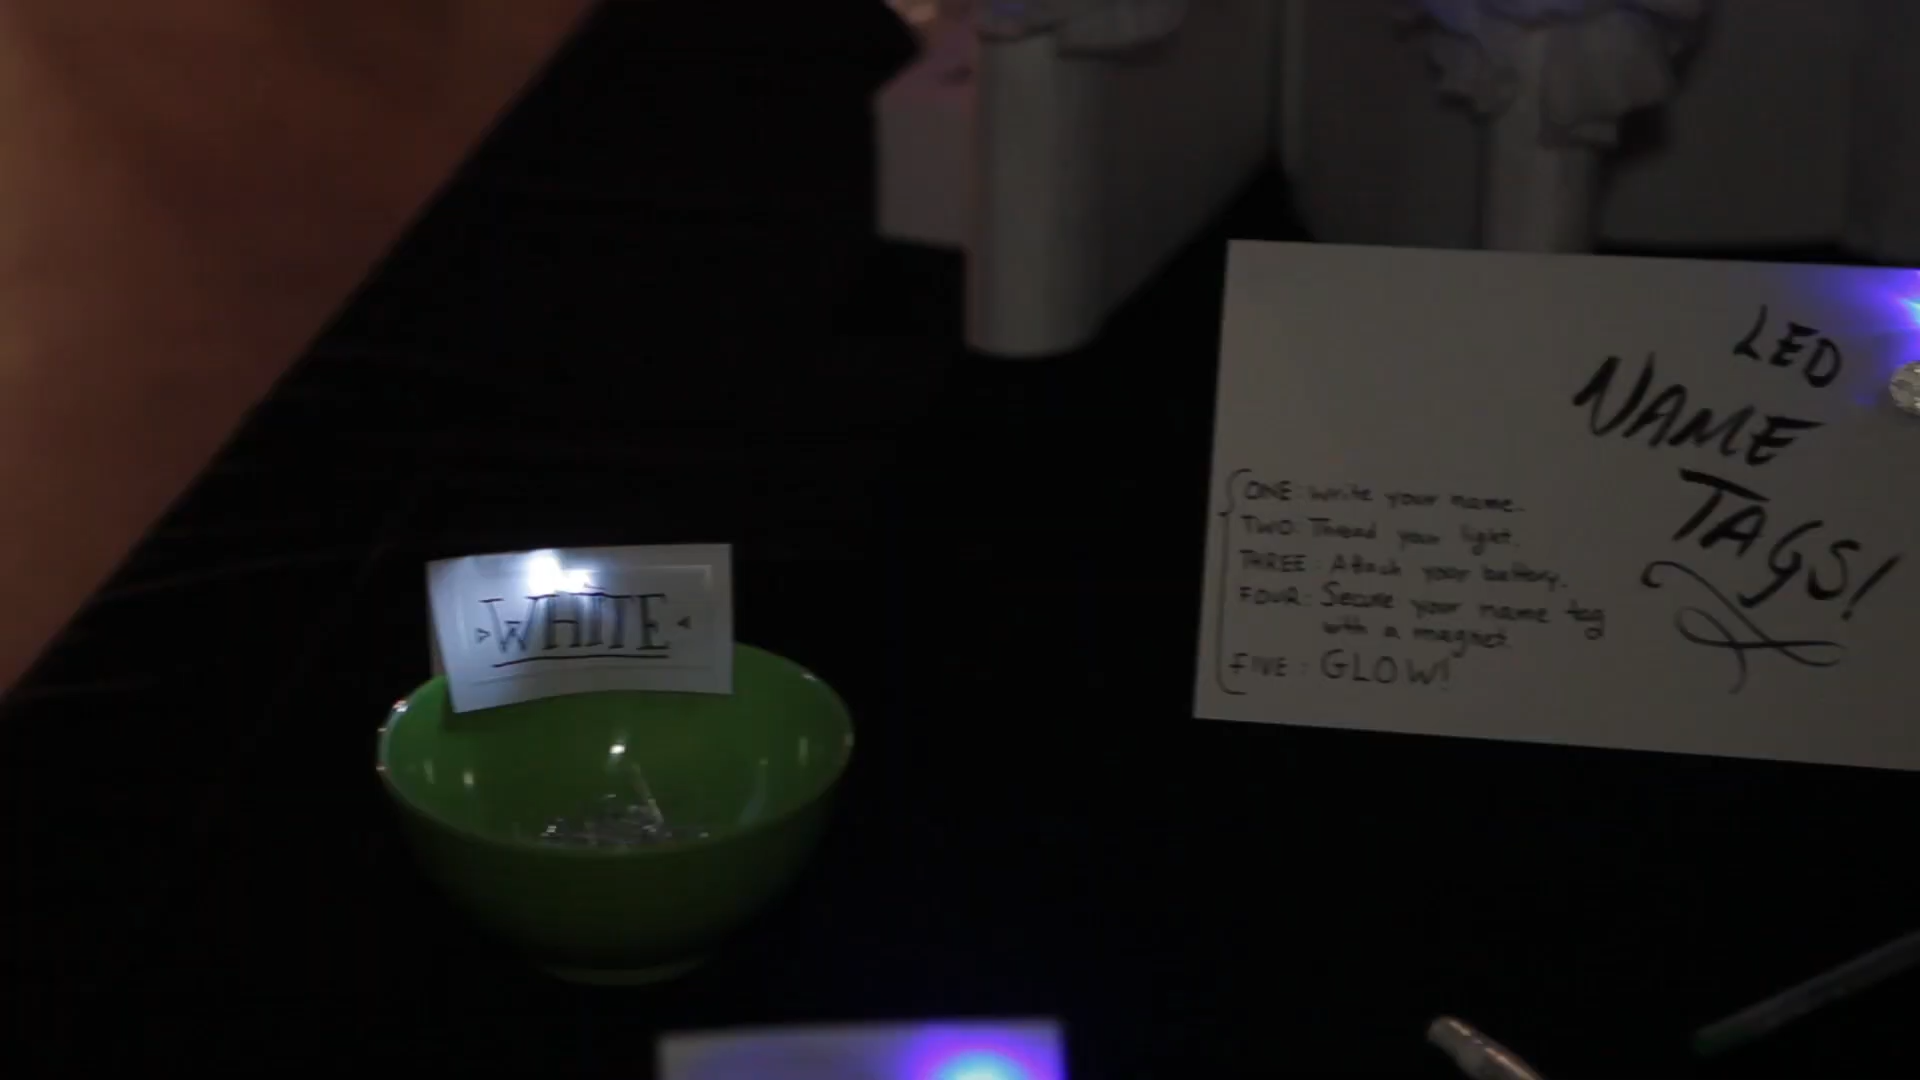 WHITE
LED
NAME
TAGS!
ONE: Write your name.
TWO: Thread your light.
THREE: Attach your battery.
FOUR: Secure your name tag
with a magnet.
FIVE: GLOW!